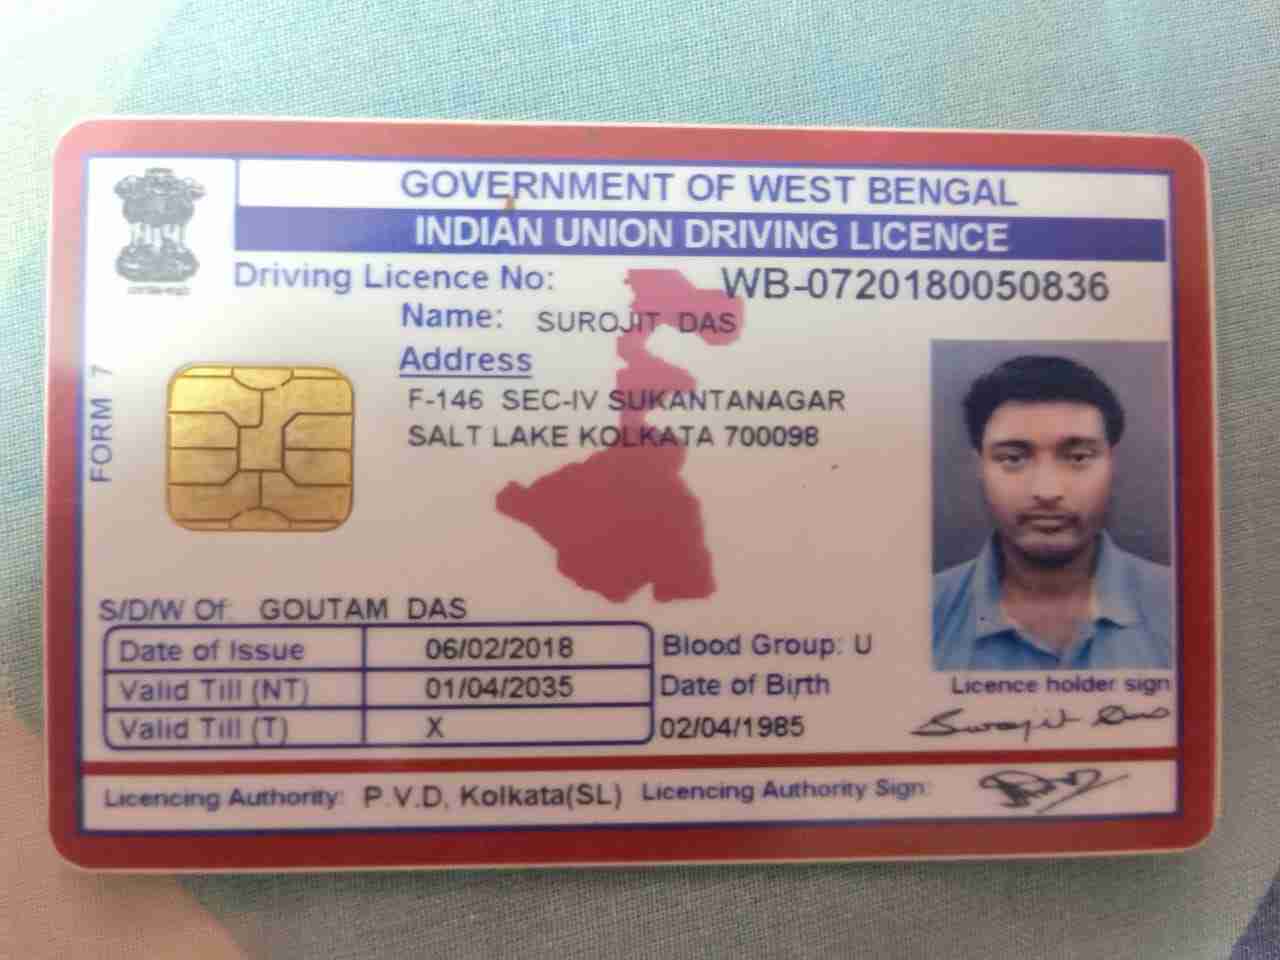 GOVERNMENT OF WEST BENGAL
INDIAN UNION DRIVING LICENCE
Driving Licence No: WB-0720180050836
Name: SUROJIT DAS
Address
F-146 SEC-IV SUKANTANAGAR
SALT LAKE KOLKATA 700098
FORM 7
S/D/W Of: GOUTAM DAS
Date of Issue 06/02/2018 Blood Group: U
Valid Till (NT) 01/04/2035 Date of Birth
Valid Till (T) X 02/04/1985
Licence holder sign
Surojit Das
Licencing Authority: P.V.D, Kolkata(SL) Licencing Authority Sign: